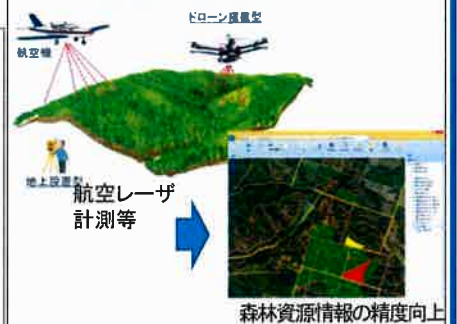 ドローン搭載型
航空機
地上設置型
航空レーザ
計測等
森林資源情報の精度向上